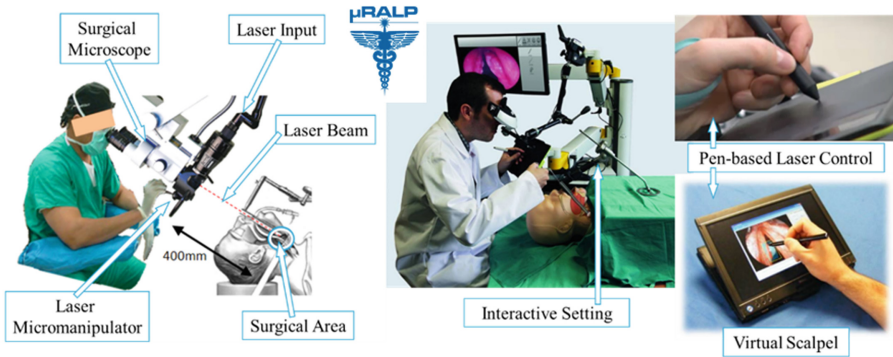 µRALP
Surgical
Microscope
Laser Input
Laser Beam
400mm
Laser
Micromanipulator
Surgical Area
Interactive Setting
Pen-based Laser Control
Virtual Scalpel